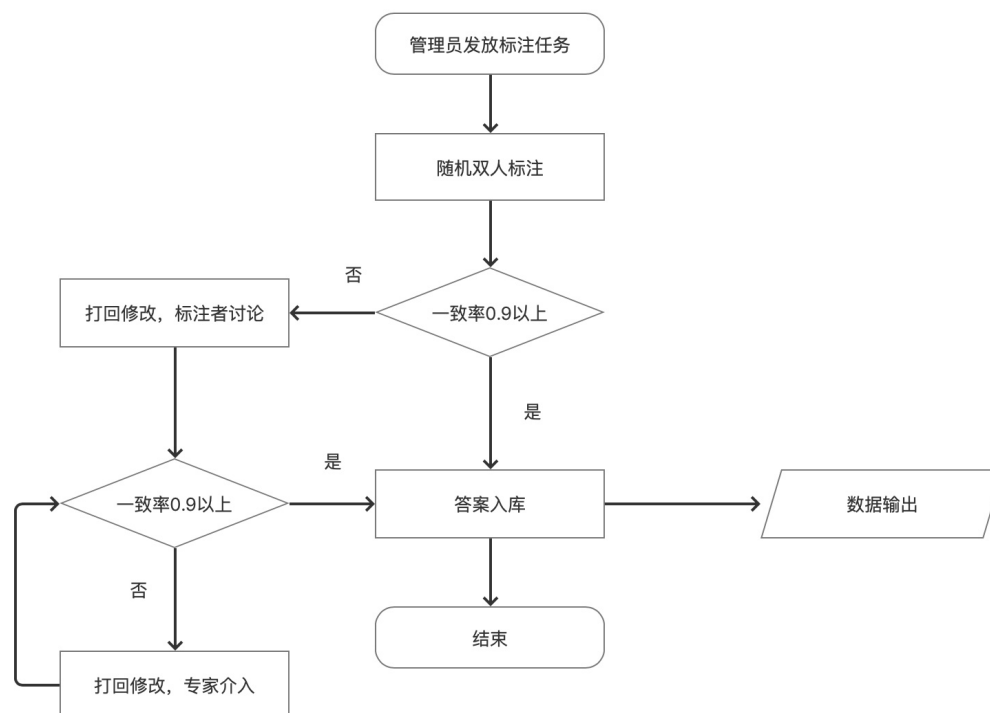 管理员发放标注任务
随机双人标注
否
打回修改，标注者讨论
一致率0.9以上
是
是
一致率0.9以上
答案入库
数据输出
否
结束
打回修改，专家介入